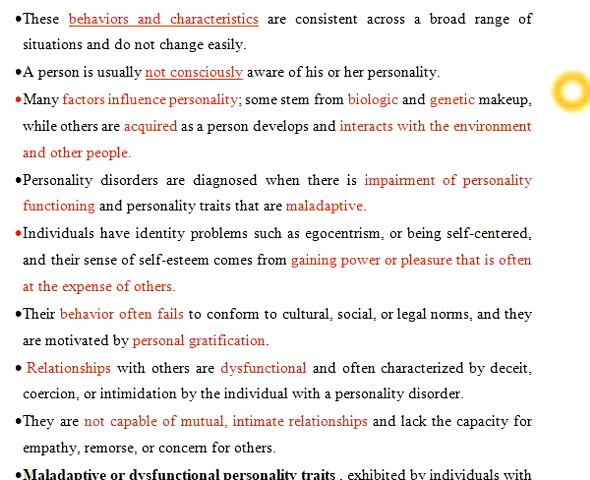 •These behaviors and characteristics are consistent across a broad range of
situations and do not change easily.
•A person is usually not consciously aware of his or her personality.
•Many factors influence personality; some stem from biologic and genetic makeup,
while others are acquired as a person develops and interacts with the environment
and other people.
•Personality disorders are diagnosed when there is impairment of personality
functioning and personality traits that are maladaptive.
•Individuals have identity problems such as egocentrism, or being self-centered,
and their sense of self-esteem comes from gaining power or pleasure that is often
at the expense of others.
•Their behavior often fails to conform to cultural, social, or legal norms, and they
are motivated by personal gratification.
• Relationships with others are dysfunctional and often characterized by deceit,
coercion, or intimidation by the individual with a personality disorder.
•They are not capable of mutual, intimate relationships and lack the capacity for
empathy, remorse, or concern for others.
•Maladaptive or dysfunctional personality traits , exhibited by individuals with